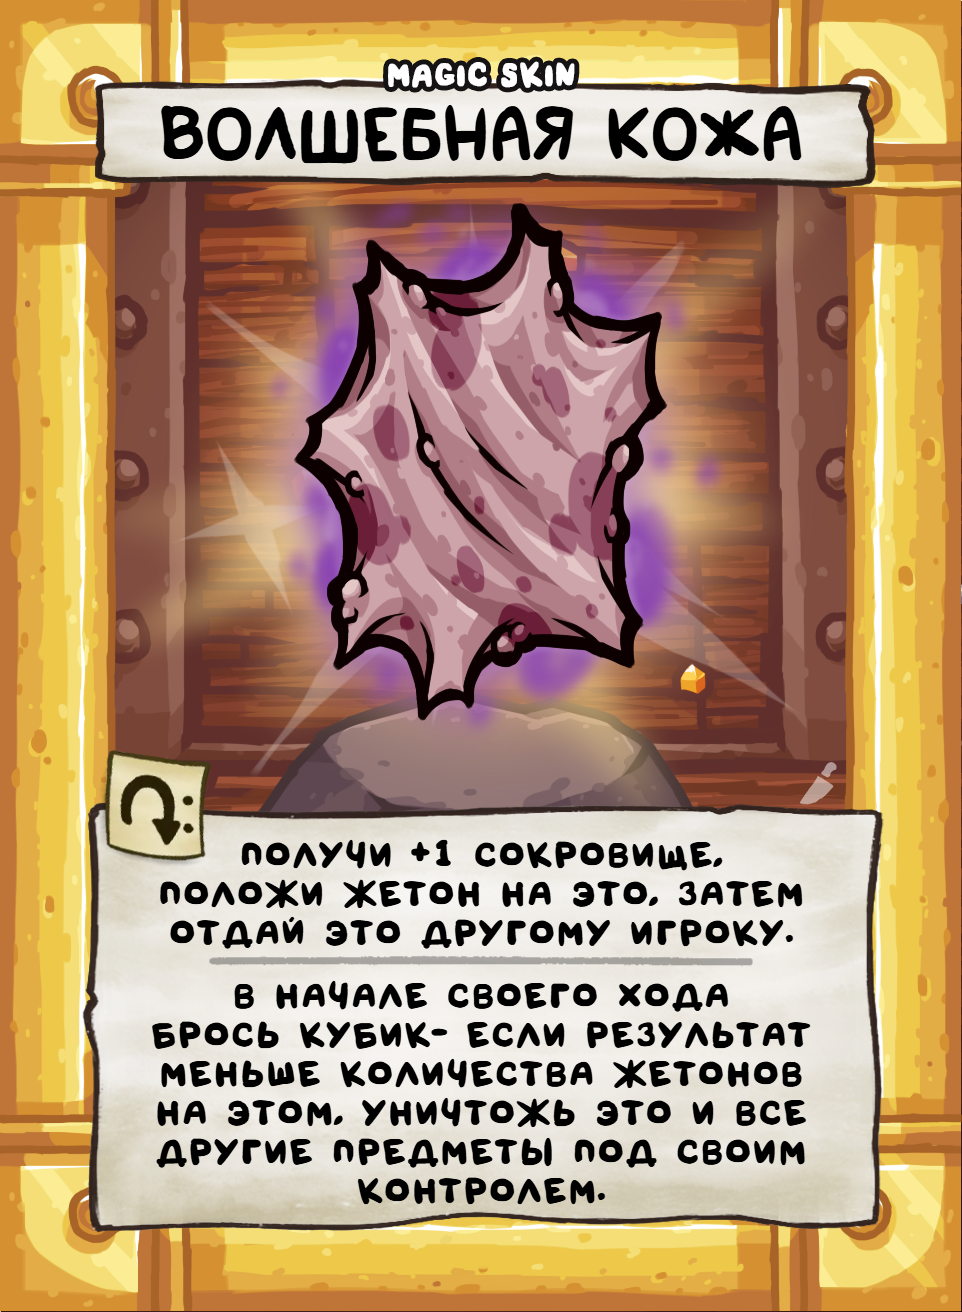 MAGIC SKIN
ВОЛШЕБНАЯ КОЖА
ПОЛУЧИ +1 СОКРОВИЩЕ,
ПОЛОЖИ ЖЕТОН НА ЭТО, ЗАТЕМ
ОТДАЙ ЭТО ДРУГОМУ ИГРОКУ.
В НАЧАЛЕ СВОЕГО ХОДА
БРОСЬ КУБИК- ЕСЛИ РЕЗУЛЬТАТ
МЕНЬШЕ КОЛИЧЕСТВА ЖЕТОНОВ
НА ЭТОМ, УНИЧТОЖЬ ЭТО И ВСЕ
ДРУГИЕ ПРЕДМЕТЫ ПОД СВОИМ
КОНТРОЛЕМ.